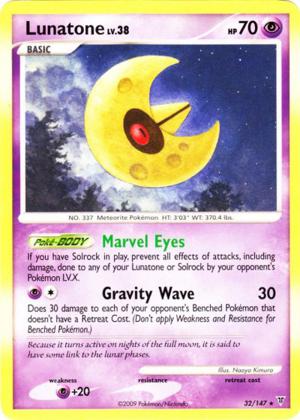 Lunatone LV.38
HP 70
BASIC
NO. 337 Meteorite Pokémon HT: 3'03" WT: 370.4 lbs.
Poké-BODY Marvel Eyes
If you have Solrock in play, prevent all effects of attacks, including
damage, done to any of your Lunatone or Solrock by your opponent's
Pokémon LV.X.
Gravity Wave 30
Does 30 damage to each of your opponent's Benched Pokémon that
doesn't have a Retreat Cost. (Don't apply Weakness and Resistance for
Benched Pokémon.)
Because it turns active on nights of the full moon, it is said to
have some link to the lunar phases.
weakness resistance retreat cost
+20
Illus. Naoyo Kimura
©2009 Pokémon/Nintendo 32/147 ★